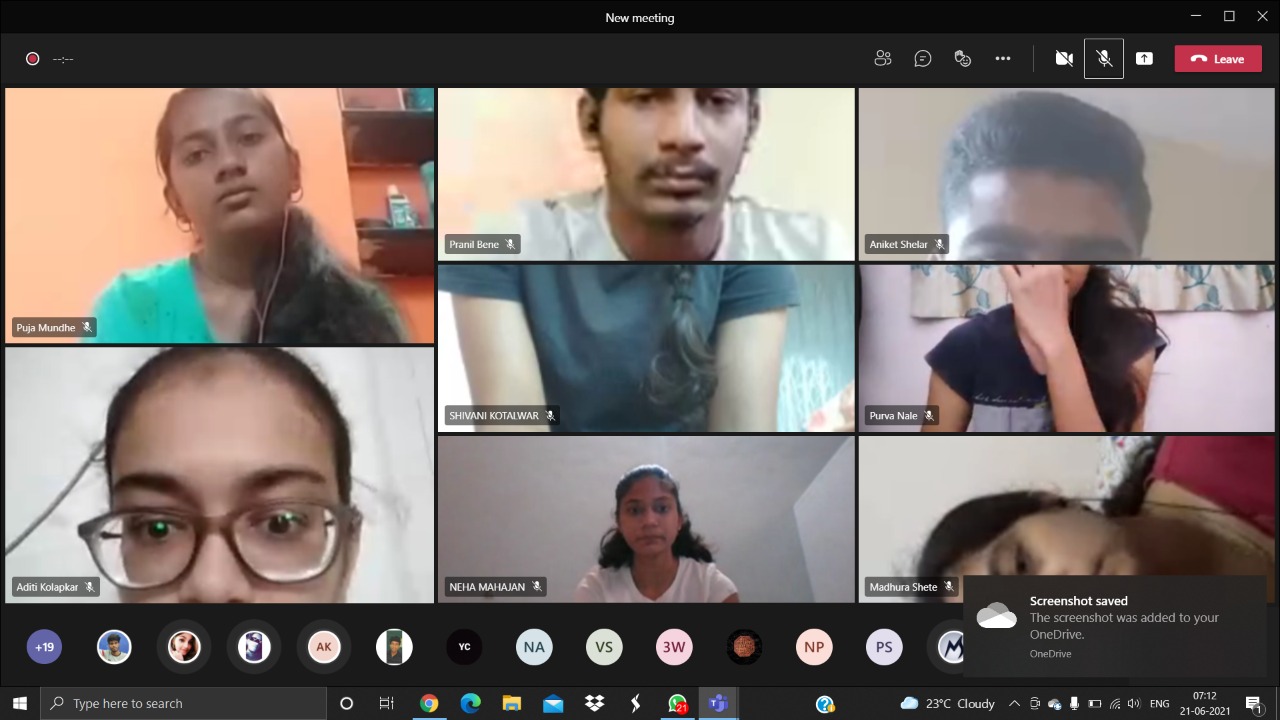 New meeting
--:--
Leave
Puja Mundhe
Pranil Bene
Aniket Shelar
SHIVANI KOTALWAR
Purva Nale
Aditi Kolapkar
NEHA MAHAJAN
Madhura Shete
Screenshot saved
The screenshot was added to your
OneDrive.
OneDrive
+19
AK
YC
NA
VS
3W
NP
PS
M
Type here to search
21
23°C Cloudy
ENG
07:12
21-06-2021
1